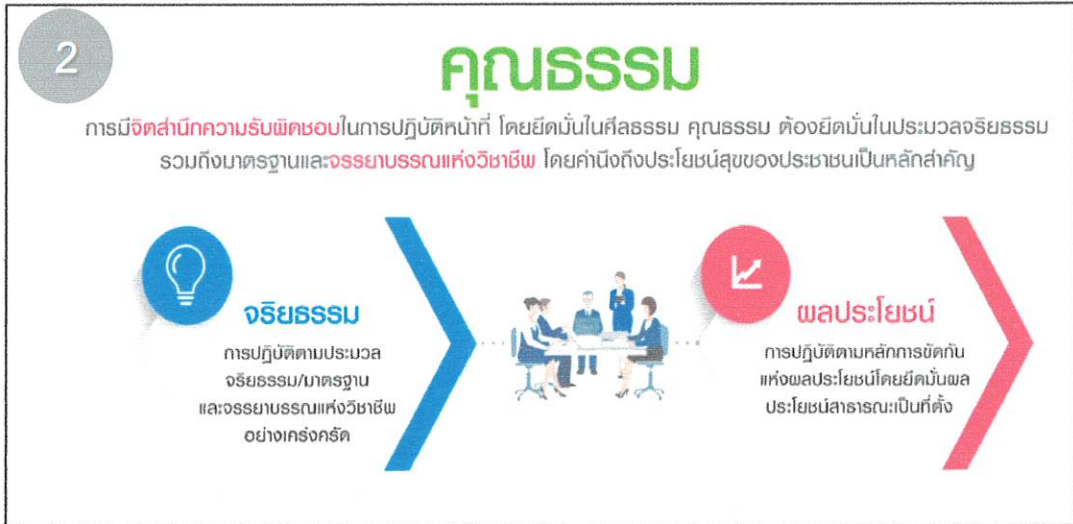 2
คุณธรรม
การมีจิตสำนึกความรับผิดชอบในการปฏิบัติหน้าที่ โดยยึดมั่นในศีลธรรม คุณธรรม ต้องยึดมั่นในประมวลจริยธรรม
รวมถึงมาตรฐานและจรรยาบรรณแห่งวิชาชีพ โดยคำนึงถึงประโยชน์สุขของประชาชนเป็นหลักสำคัญ
จริยธรรม
การปฏิบัติตามประมวล
จริยธรรม/มาตรฐาน
และจรรยาบรรณแห่งวิชาชีพ
อย่างเคร่งครัด
ผลประโยชน์
การปฏิบัติตามหลักการขัดกัน
แห่งผลประโยชน์โดยยึดมั่นผล
ประโยชน์สาธารณะเป็นที่ตั้ง